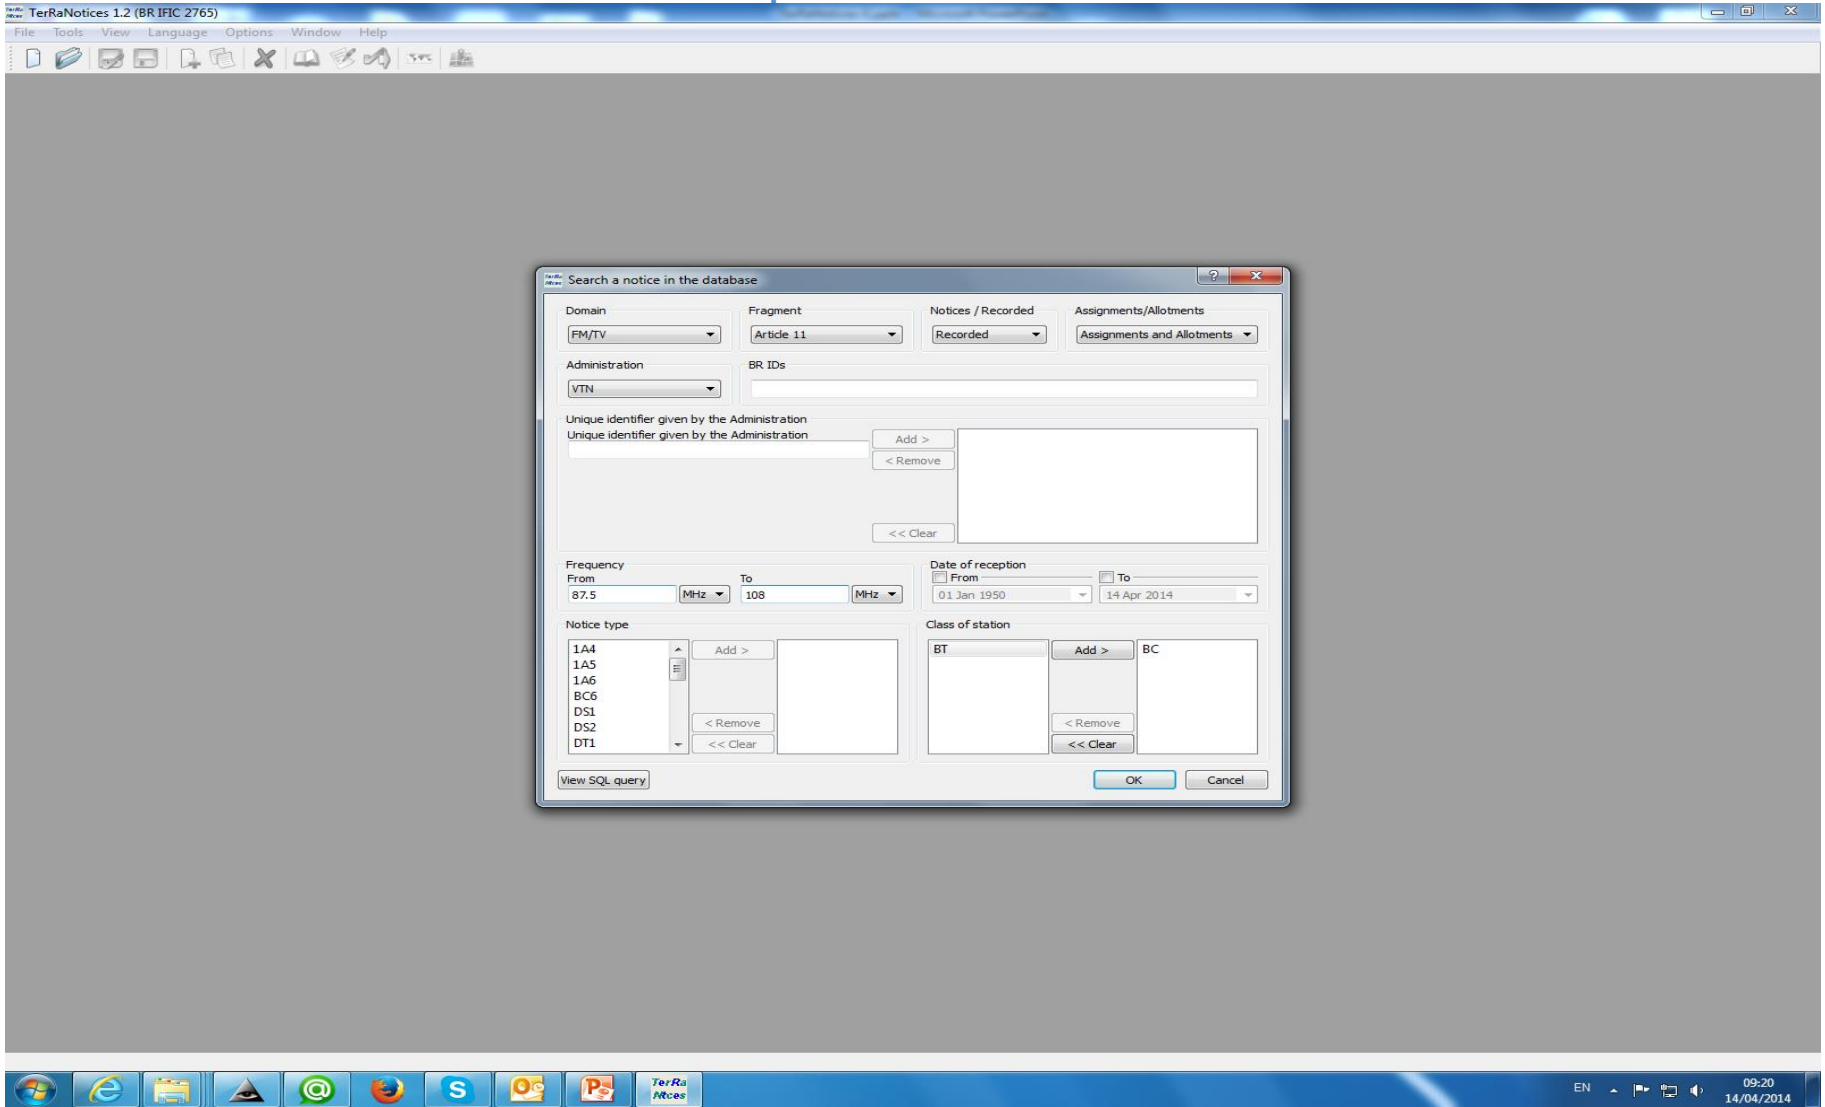 TerRaNotices 1.2 (BR IFIC 2765)
File Tools View Language Options Window Help
Search a notice in the database
Domain Fragment Notices / Recorded Assignments/Allotments
FM/TV Article 11 Recorded Assignments and Allotments
Administration BR IDs
VTN
Unique identifier given by the Administration
Unique identifier given by the Administration
Add >
< Remove
<< Clear
Frequency Date of reception
From To From To
87.5 MHz 108 MHz 01 Jan 1950 14 Apr 2014
Notice type Class of station
1A4 Add > BT Add > BC
1A5
1A6
BC6
DS1
DS2 < Remove < Remove
DT1 << Clear << Clear
View SQL query OK Cancel
TerRa
Ntces
EN 09:20
14/04/2014